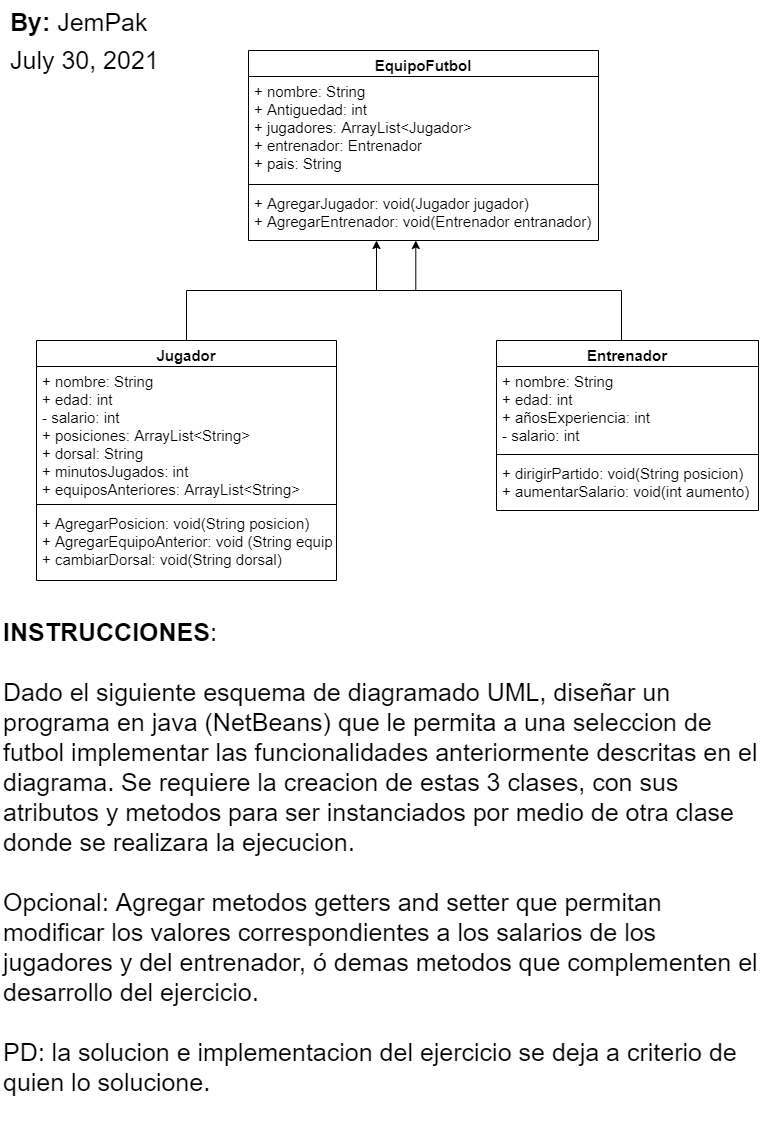 By: JemPak
July 30, 2021
EquipoFutbol
+ nombre: String
+ Antiguedad: int
+ jugadores: ArrayList<Jugador>
+ entrenador: Entrenador
+ pais: String
+ AgregarJugador: void(Jugador jugador)
+ AgregarEntrenador: void(Entrenador entranador)
Jugador
+ nombre: String
+ edad: int
- salario: int
+ posiciones: ArrayList<String>
+ dorsal: String
+ minutosJugados: int
+ equiposAnteriores: ArrayList<String>
+ AgregarPosicion: void(String posicion)
+ AgregarEquipoAnterior: void (String equip
+ cambiarDorsal: void(String dorsal)
Entrenador
+ nombre: String
+ edad: int
+ añosExperiencia: int
- salario: int
+ dirigirPartido: void(String posicion)
+ aumentarSalario: void(int aumento)
INSTRUCCIONES:
Dado el siguiente esquema de diagramado UML, diseñar un
programa en java (NetBeans) que le permita a una seleccion de
futbol implementar las funcionalidades anteriormente descritas en el
diagrama. Se requiere la creacion de estas 3 clases, con sus
atributos y metodos para ser instanciados por medio de otra clase
donde se realizara la ejecucion.
Opcional: Agregar metodos getters and setter que permitan
modificar los valores correspondientes a los salarios de los
jugadores y del entrenador, ó demas metodos que complementen el
desarrollo del ejercicio.
PD: la solucion e implementacion del ejercicio se deja a criterio de
quien lo solucione.